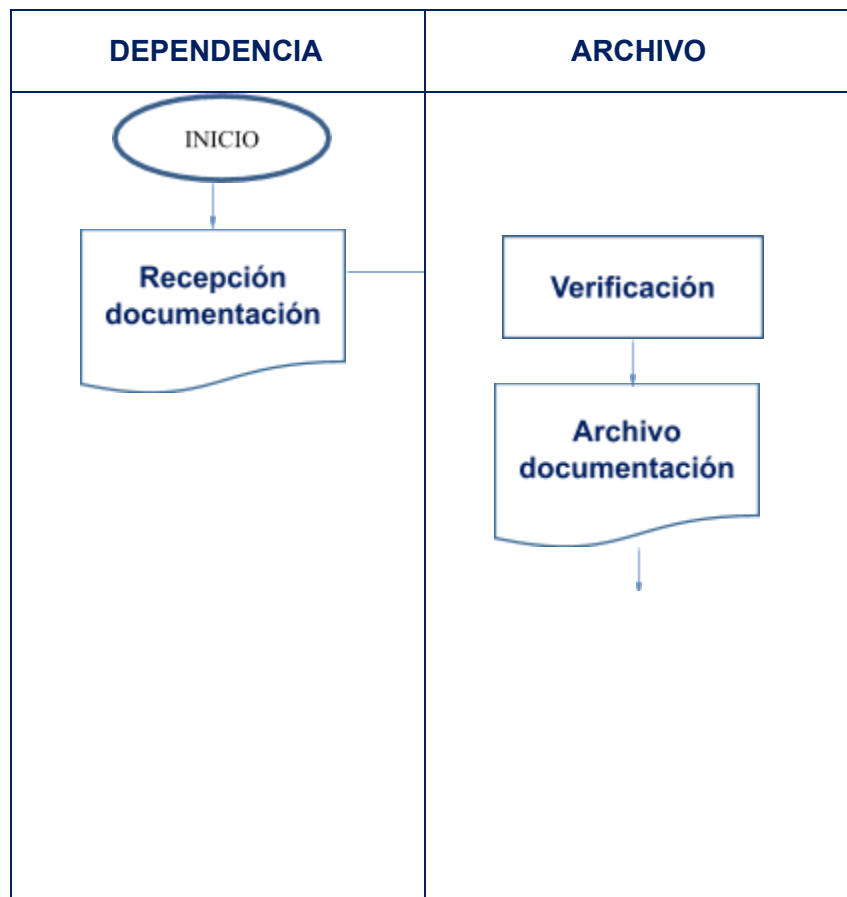 DEPENDENCIA
ARCHIVO
INICIO
Recepción
documentación
Verificación
Archivo
documentación